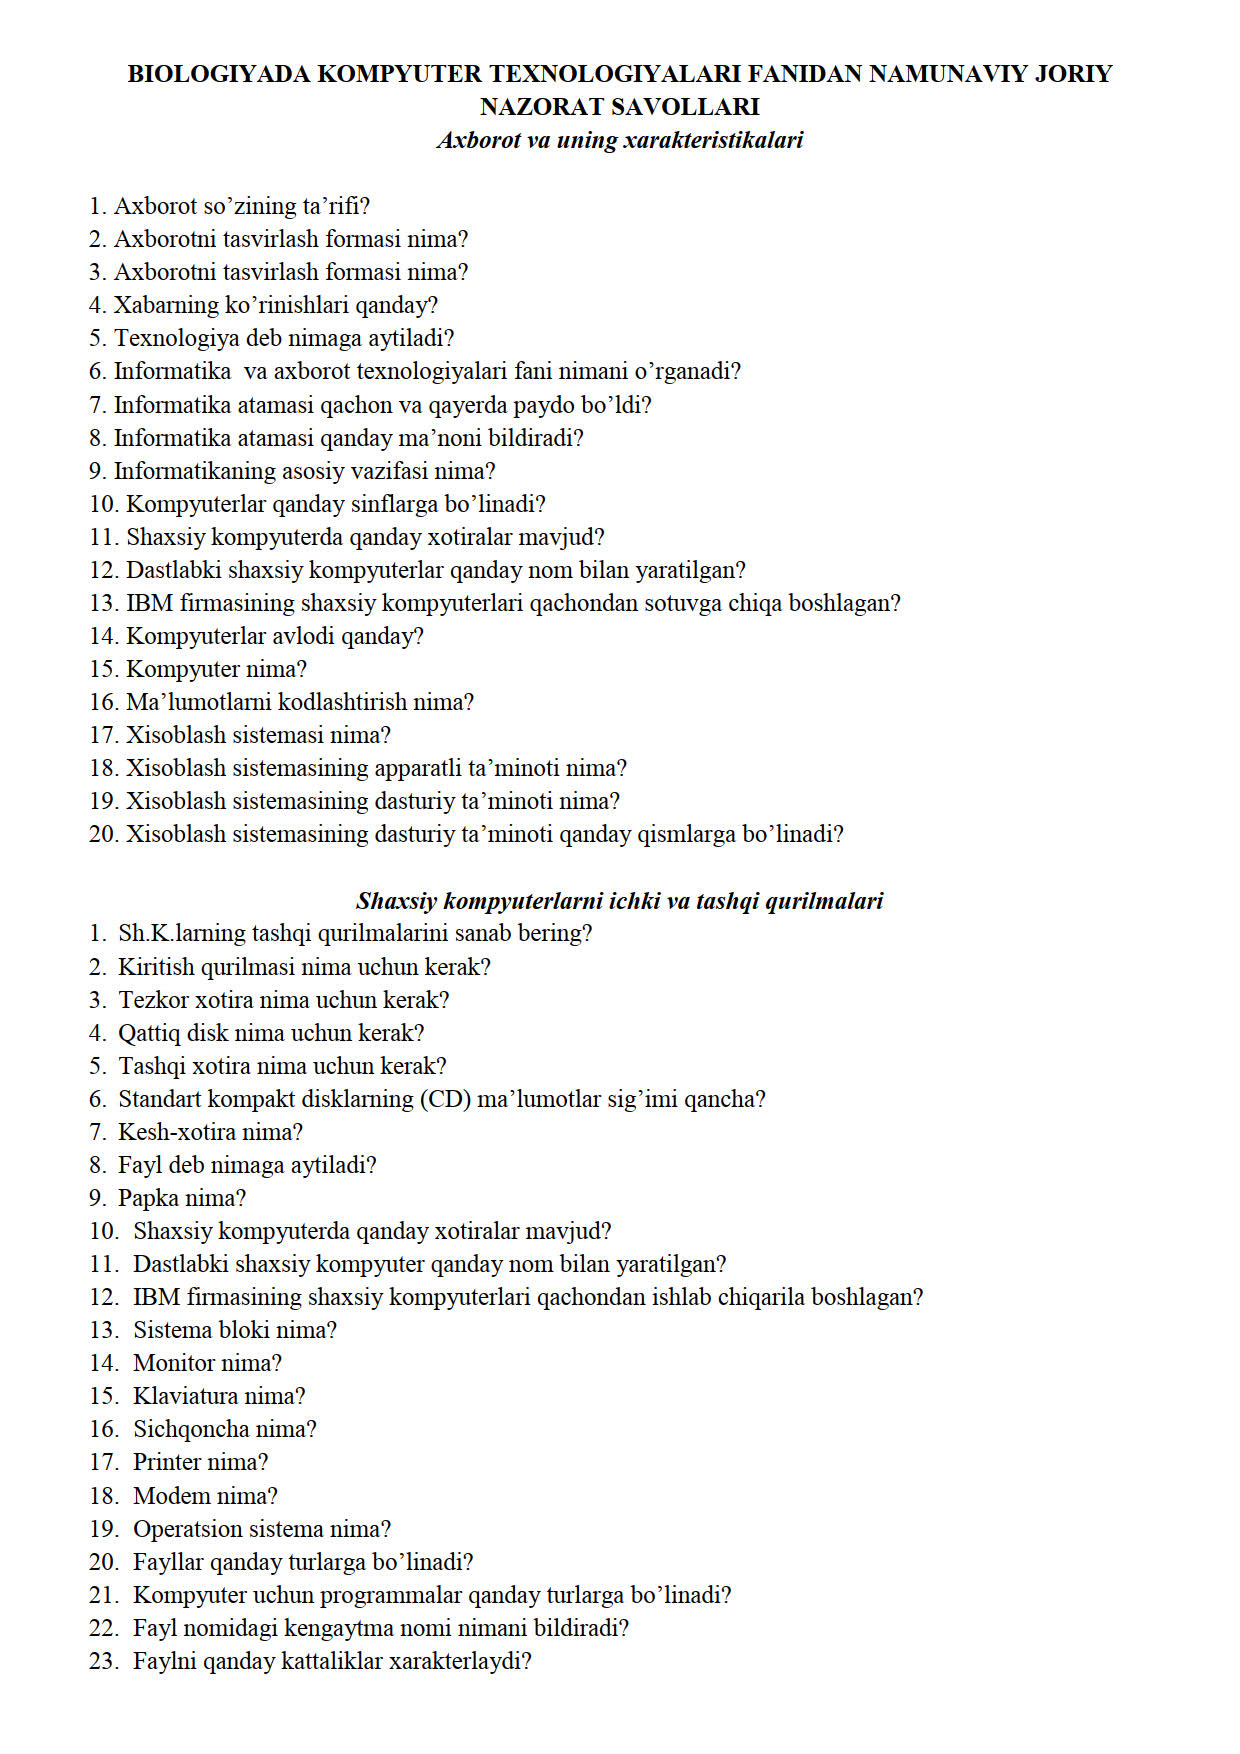 BIOLOGIYADA KOMPYUTER TEXNOLOGIYALARI FANIDAN NAMUNAVIY JORIY
NAZORAT SAVOLLARI
Axborot va uning xarakteristikalari
1. Axborot so’zining ta’rifi?
2. Axborotni tasvirlash formasi nima?
3. Axborotni tasvirlash formasi nima?
4. Xabarning ko’rinishlari qanday?
5. Texnologiya deb nimaga aytiladi?
6. Informatika  va axborot texnologiyalari fani nimani o’rganadi?
7. Informatika atamasi qachon va qayerda paydo bo’ldi?
8. Informatika atamasi qanday ma’noni bildiradi?
9. Informatikaning asosiy vazifasi nima?
10. Kompyuterlar qanday sinflarga bo’linadi?
11. Shaxsiy kompyuterda qanday xotiralar mavjud?
12. Dastlabki shaxsiy kompyuterlar qanday nom bilan yaratilgan?
13. IBM firmasining shaxsiy kompyuterlari qachondan sotuvga chiqa boshlagan?
14. Kompyuterlar avlodi qanday?
15. Kompyuter nima?
16. Ma’lumotlarni kodlashtirish nima?
17. Xisoblash sistemasi nima?
18. Xisoblash sistemasining apparatli ta’minoti nima?
19. Xisoblash sistemasining dasturiy ta’minoti nima?
20. Xisoblash sistemasining dasturiy ta’minoti qanday qismlarga bo’linadi?
Shaxsiy kompyuterlarni ichki va tashqi qurilmalari
1. Sh.K.larning tashqi qurilmalarini sanab bering?
2. Kiritish qurilmasi nima uchun kerak?
3. Tezkor xotira nima uchun kerak?
4. Qattiq disk nima uchun kerak?
5. Tashqi xotira nima uchun kerak?
6. Standart kompakt disklarning (CD) ma’lumotlar sig’imi qancha?
7. Kesh-xotira nima?
8. Fayl deb nimaga aytiladi?
9. Papka nima?
10. Shaxsiy kompyuterda qanday xotiralar mavjud?
11. Dastlabki shaxsiy kompyuter qanday nom bilan yaratilgan?
12. IBM firmasining shaxsiy kompyuterlari qachondan ishlab chiqarila boshlagan?
13. Sistema bloki nima?
14. Monitor nima?
15. Klaviatura nima?
16. Sichqoncha nima?
17. Printer nima?
18. Modem nima?
19. Operatsion sistema nima?
20. Fayllar qanday turlarga bo’linadi?
21. Kompyuter uchun programmalar qanday turlarga bo’linadi?
22. Fayl nomidagi kengaytma nomi nimani bildiradi?
23. Faylni qanday kattaliklar xarakterlaydi?